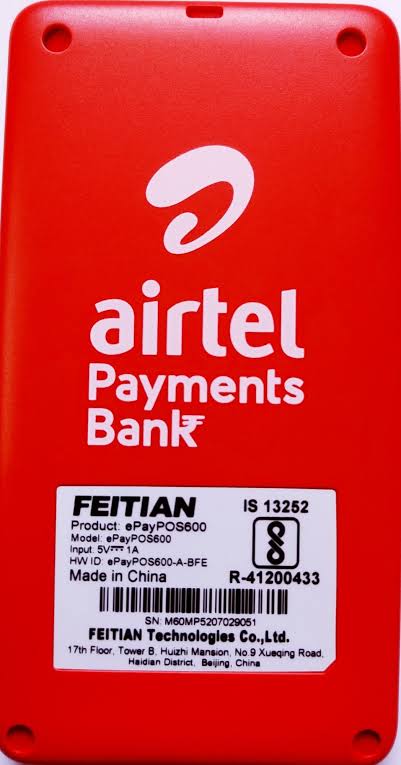 airtel
Payments
Bank₹
FEITIAN
Product: ePayPOS600
Model: ePayPOS600
Input: 5V⎓1A
HW ID: ePayPOS600-A-BFE
Made in China
IS 13252
R-41200433
SN: M60MP5207029051
FEITIAN Technologies Co.,Ltd.
17th Floor, Tower B, Huizhi Mansion, No.9 Xueqing Road,
Haidian District, Beijing, China